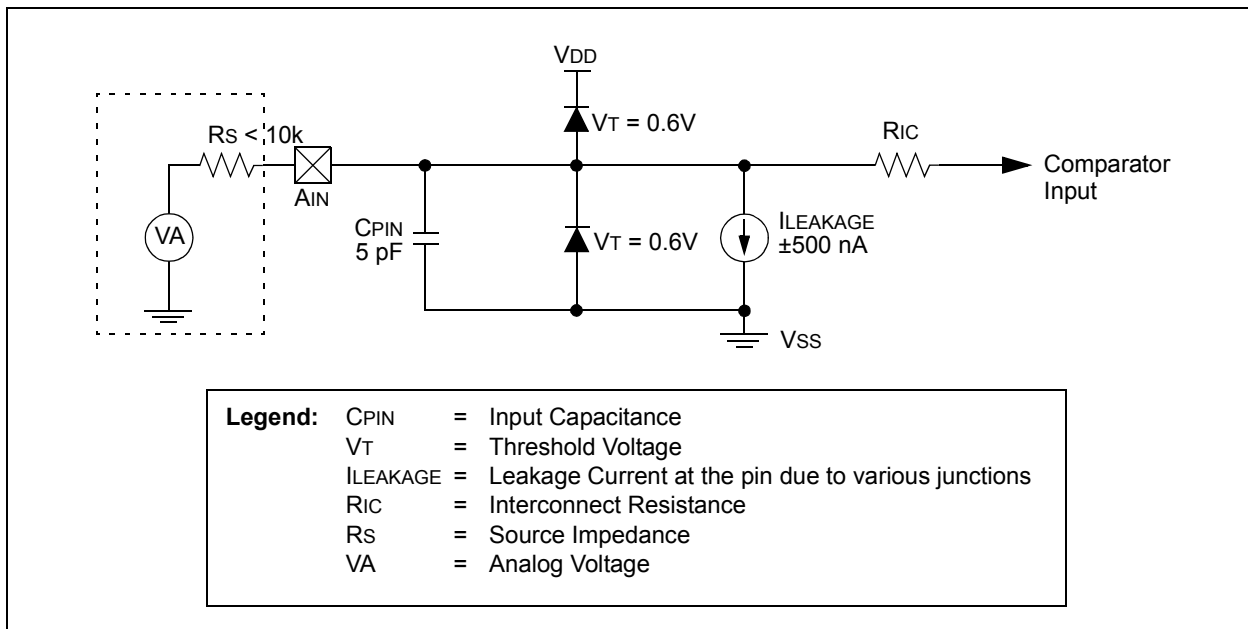 VDD
VT = 0.6V
RS < 10k
RIC
AIN
Comparator
Input
VA
CPIN
5 pF
VT = 0.6V
ILEAKAGE
±500 nA
VSS
Legend: CPIN = Input Capacitance
VT = Threshold Voltage
ILEAKAGE = Leakage Current at the pin due to various junctions
RIC = Interconnect Resistance
RS = Source Impedance
VA = Analog Voltage